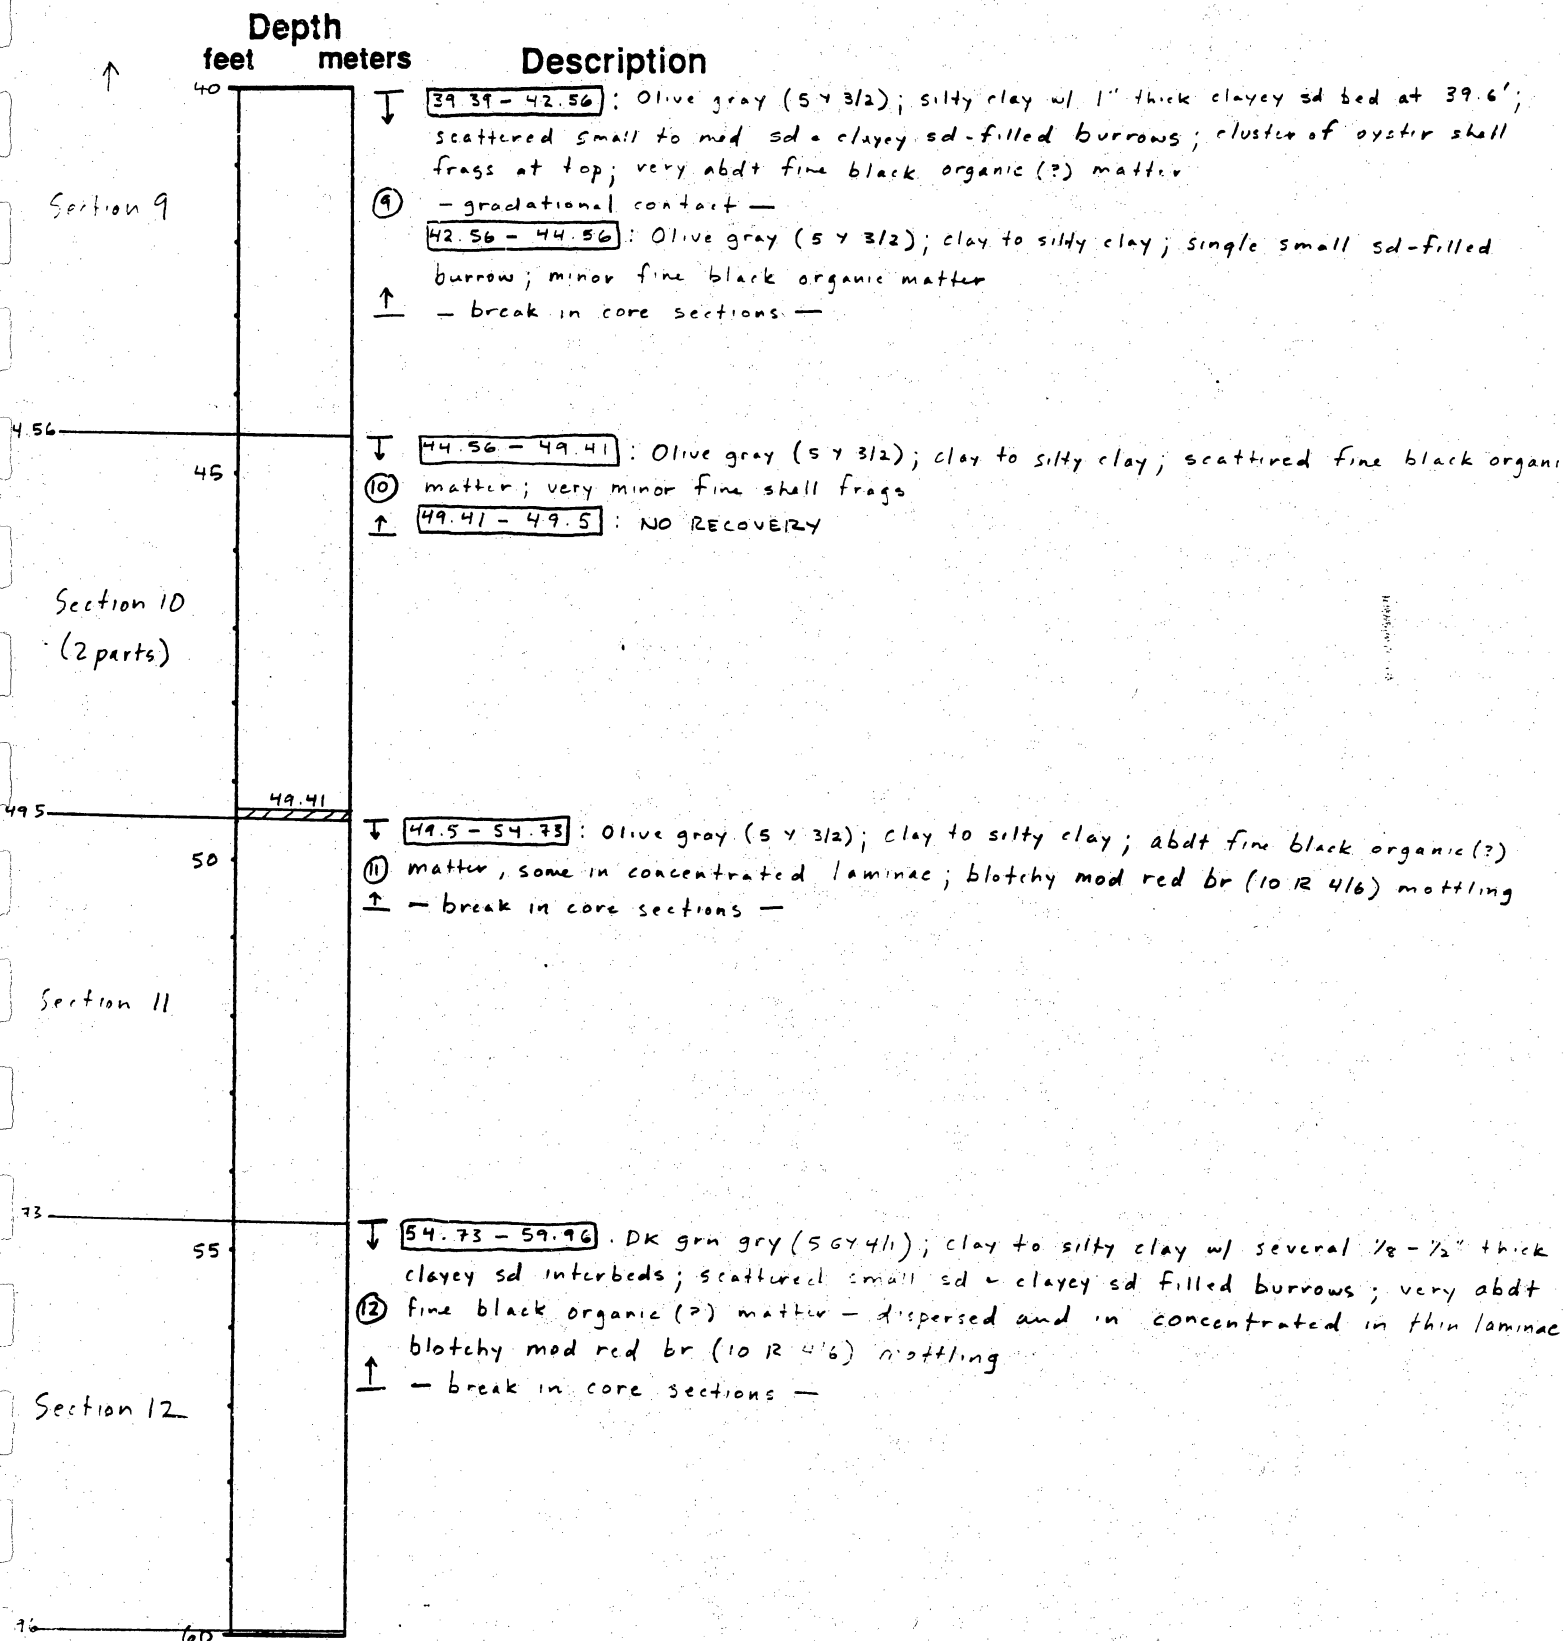 Depth
feet meters Description
40
39.39 - 42.56 : Olive gray (5 Y 3/2); silty clay w/ 1" thick clayey sd bed at 39.6';
scattered small to med sd & clayey sd-filled burrows; cluster of oyster shell
frags at top; very abdt fine black organic (?) matter
Section 9
9 — gradational contact —
42.56 - 44.56 : Olive gray (5 Y 3/2); clay to silty clay; single small sd-filled
burrow; minor fine black organic matter
— break in core sections —
4.56
44.56 - 49.41 : Olive gray (5 Y 3/2); clay to silty clay; scattered fine black organi
45
10 matter; very minor fine shell frags
49.41 - 49.5 : NO RECOVERY
Section 10
(2 parts)
49.41
49 5
49.5 - 54.73 : Olive gray (5 Y 3/2); clay to silty clay; abdt fine black organic (?)
50
11 matter, some in concentrated laminae; blotchy mod red br (10 R 4/6) mottling
— break in core sections —
Section 11
73
54.73 - 59.96 . DK grn gry (5 GY 4/1); clay to silty clay w/ several 1/8 - 1/2" thick
55
clayey sd interbeds; scattered small sd & clayey sd filled burrows; very abdt
12 fine black organic (?) matter — dispersed and in concentrated in thin laminae
blotchy mod red br (10 R 4/6) mottling
— break in core sections —
Section 12
96
60